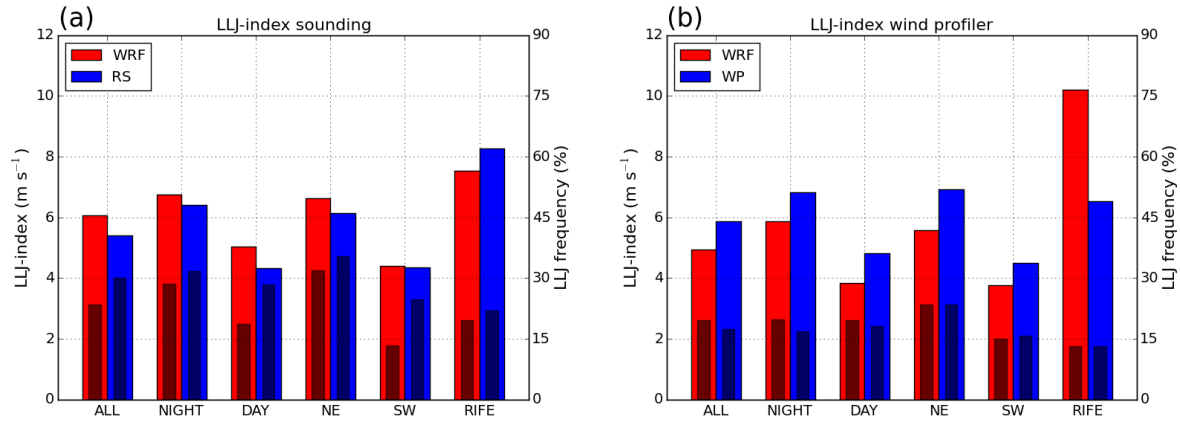 (a)
LLJ-index sounding
WRF
RS
LLJ-index (m s⁻¹)
12
10
8
6
4
2
0
90
75
60
45
30
15
0
LLJ frequency (%)
ALL NIGHT DAY NE SW RIFE
(b)
LLJ-index wind profiler
WRF
WP
LLJ-index (m s⁻¹)
12
10
8
6
4
2
0
90
75
60
45
30
15
0
LLJ frequency (%)
ALL NIGHT DAY NE SW RIFE